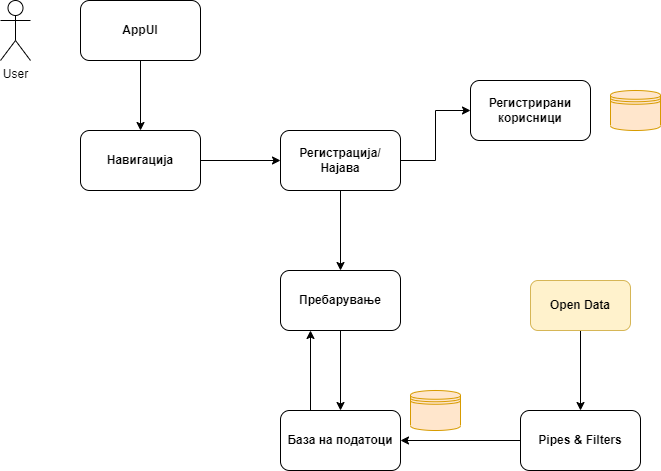 AppUI
User
Регистрирани
корисници
Навигација
Регистрација/
Најава
Пребарување
Open Data
База на податоци
Pipes & Filters